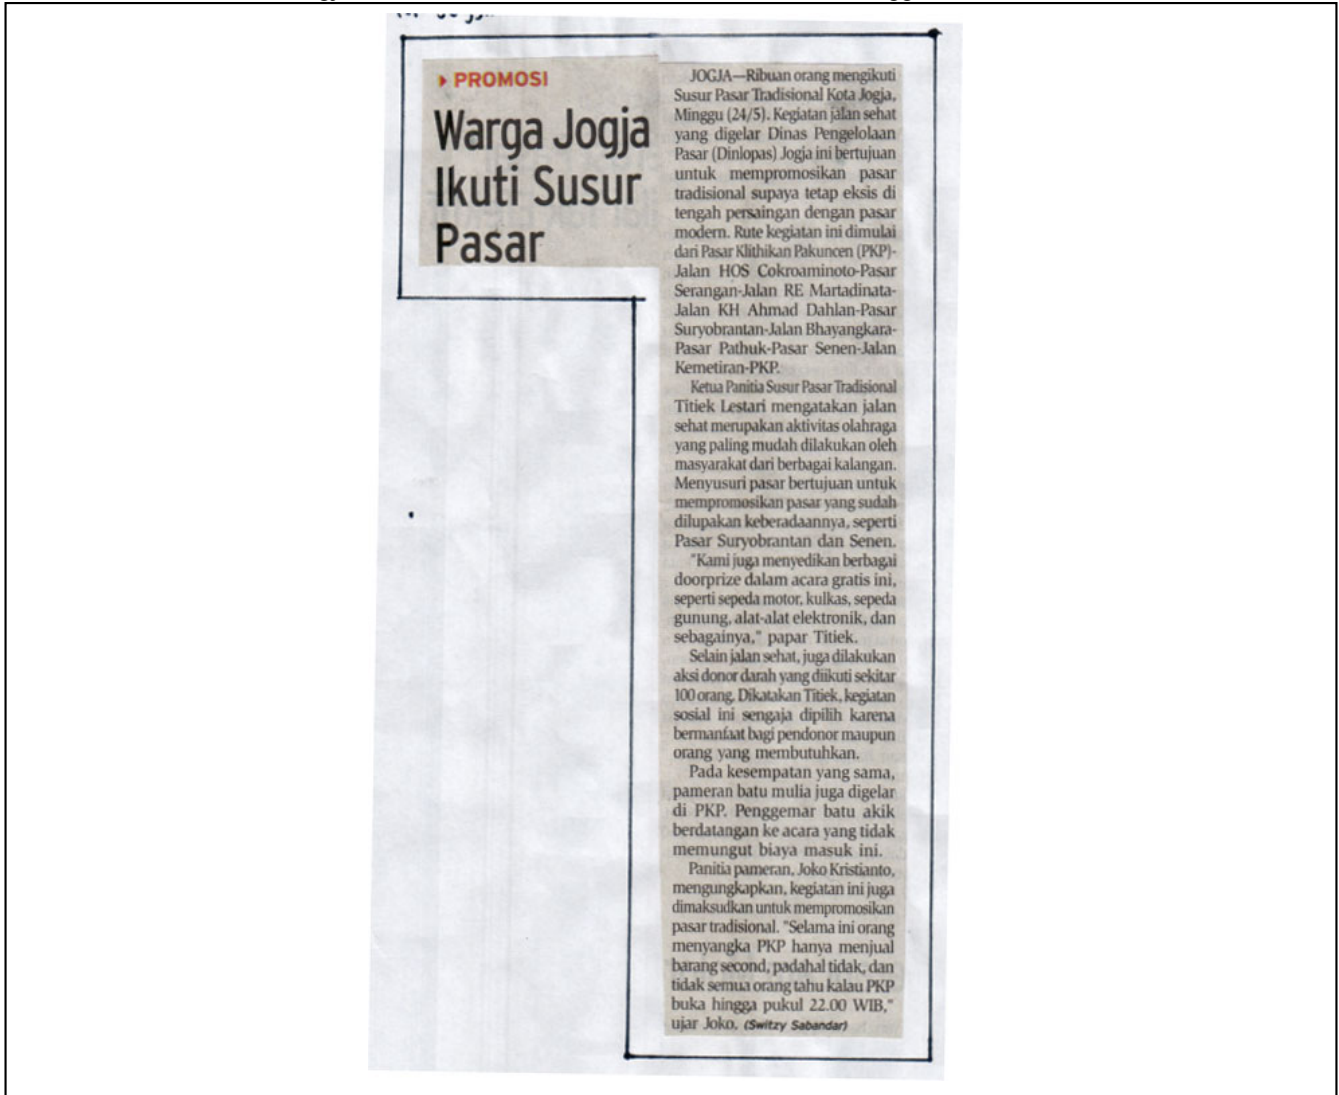 PROMOSI
Warga Jogja
Ikuti Susur
Pasar
JOGJA—Ribuan orang mengikuti
Susur Pasar Tradisional Kota Jogja,
Minggu (24/5). Kegiatan jalan sehat
yang digelar Dinas Pengelolaan
Pasar (Dinlopas) Jogja ini bertujuan
untuk mempromosikan pasar
tradisional supaya tetap eksis di
tengah persaingan dengan pasar
modern. Rute kegiatan ini dimulai
dari Pasar Klithikan Pakuncen (PKP)-
Jalan HOS Cokroaminoto-Pasar
Serangan-Jalan RE Martadinata-
Jalan KH Ahmad Dahlan-Pasar
Suryobrantan-Jalan Bhayangkara-
Pasar Pathuk-Pasar Senen-Jalan
Kemetiran-PKP.
Ketua Panitia Susur Pasar Tradisional
Titiek Lestari mengatakan jalan
sehat merupakan aktivitas olahraga
yang paling mudah dilakukan oleh
masyarakat dari berbagai kalangan.
Menyusuri pasar bertujuan untuk
mempromosikan pasar yang sudah
dilupakan keberadaannya, seperti
Pasar Suryobrantan dan Senen.
"Kami juga menyedikan berbagai
doorprize dalam acara gratis ini,
seperti sepeda motor, kulkas, sepeda
gunung, alat-alat elektronik, dan
sebagainya," papar Titiek.
Selain jalan sehat, juga dilakukan
aksi donor darah yang diikuti sekitar
100 orang. Dikatakan Titiek, kegiatan
sosial ini sengaja dipilih karena
bermanfaat bagi pendonor maupun
orang yang membutuhkan.
Pada kesempatan yang sama,
pameran batu mulia juga digelar
di PKP. Penggemar batu akik
berdatangan ke acara yang tidak
memungut biaya masuk ini.
Panitia pameran, Joko Kristianto,
mengungkapkan, kegiatan ini juga
dimaksudkan untuk mempromosikan
pasar tradisional. "Selama ini orang
menyangka PKP hanya menjual
barang second, padahal tidak, dan
tidak semua orang tahu kalau PKP
buka hingga pukul 22.00 WIB,"
ujar Joko. (Switzy Sabandar)